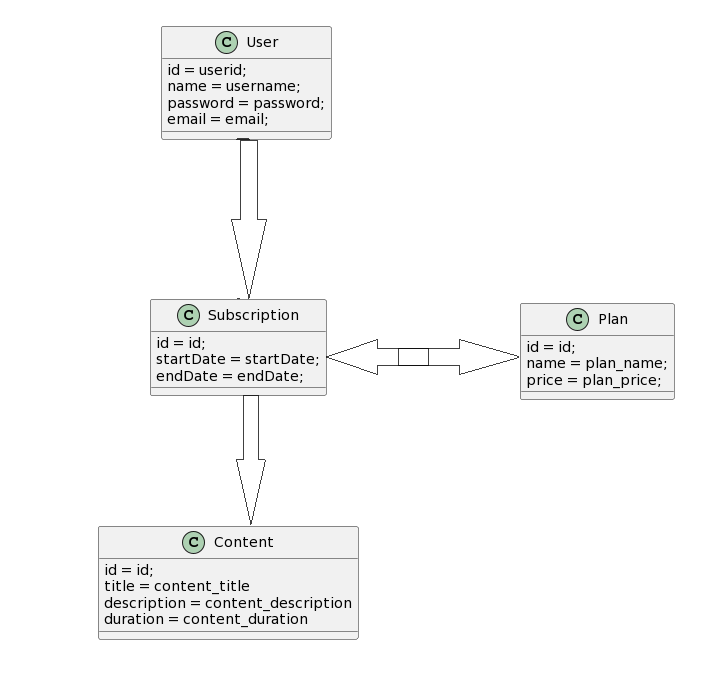 C User
id = userid;
name = username;
password = password;
email = email;
C Subscription
id = id;
startDate = startDate;
endDate = endDate;
C Plan
id = id;
name = plan_name;
price = plan_price;
C Content
id = id;
title = content_title
description = content_description
duration = content_duration